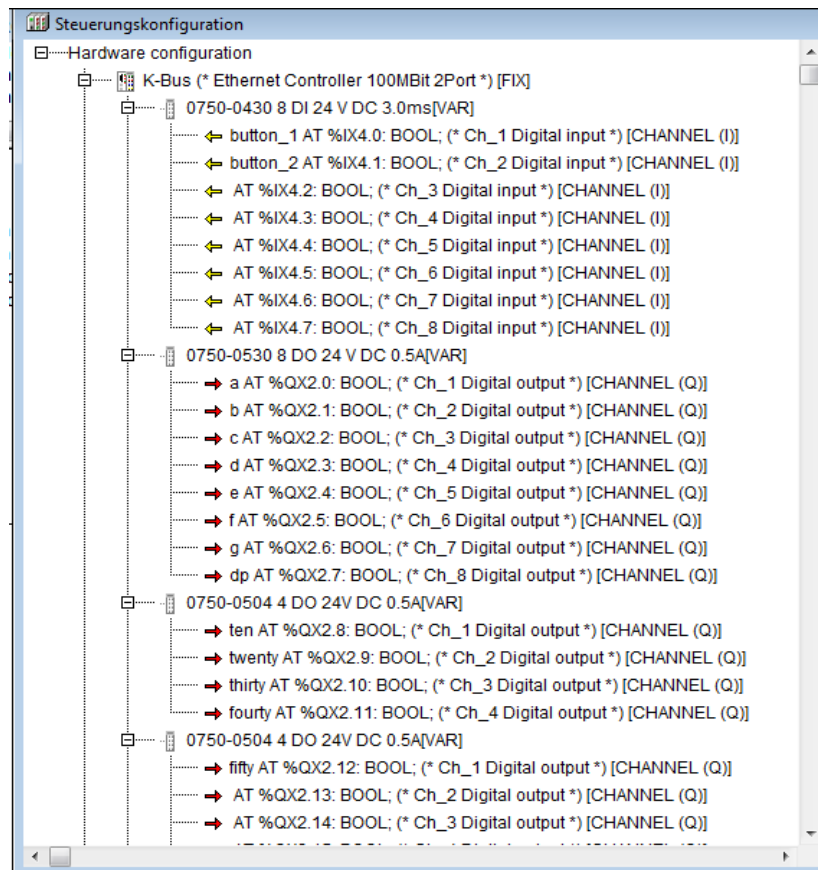 Steuerungskonfiguration
Hardware configuration
K-Bus (* Ethernet Controller 100MBit 2Port *) [FIX]
0750-0430 8 DI 24 V DC 3.0ms[VAR]
button_1 AT %IX4.0: BOOL; (* Ch_1 Digital input *) [CHANNEL (I)]
button_2 AT %IX4.1: BOOL; (* Ch_2 Digital input *) [CHANNEL (I)]
AT %IX4.2: BOOL; (* Ch_3 Digital input *) [CHANNEL (I)]
AT %IX4.3: BOOL; (* Ch_4 Digital input *) [CHANNEL (I)]
AT %IX4.4: BOOL; (* Ch_5 Digital input *) [CHANNEL (I)]
AT %IX4.5: BOOL; (* Ch_6 Digital input *) [CHANNEL (I)]
AT %IX4.6: BOOL; (* Ch_7 Digital input *) [CHANNEL (I)]
AT %IX4.7: BOOL; (* Ch_8 Digital input *) [CHANNEL (I)]
0750-0530 8 DO 24 V DC 0.5A[VAR]
a AT %QX2.0: BOOL; (* Ch_1 Digital output *) [CHANNEL (Q)]
b AT %QX2.1: BOOL; (* Ch_2 Digital output *) [CHANNEL (Q)]
c AT %QX2.2: BOOL; (* Ch_3 Digital output *) [CHANNEL (Q)]
d AT %QX2.3: BOOL; (* Ch_4 Digital output *) [CHANNEL (Q)]
e AT %QX2.4: BOOL; (* Ch_5 Digital output *) [CHANNEL (Q)]
f AT %QX2.5: BOOL; (* Ch_6 Digital output *) [CHANNEL (Q)]
g AT %QX2.6: BOOL; (* Ch_7 Digital output *) [CHANNEL (Q)]
dp AT %QX2.7: BOOL; (* Ch_8 Digital output *) [CHANNEL (Q)]
0750-0504 4 DO 24V DC 0.5A[VAR]
ten AT %QX2.8: BOOL; (* Ch_1 Digital output *) [CHANNEL (Q)]
twenty AT %QX2.9: BOOL; (* Ch_2 Digital output *) [CHANNEL (Q)]
thirty AT %QX2.10: BOOL; (* Ch_3 Digital output *) [CHANNEL (Q)]
fourty AT %QX2.11: BOOL; (* Ch_4 Digital output *) [CHANNEL (Q)]
0750-0504 4 DO 24V DC 0.5A[VAR]
fifty AT %QX2.12: BOOL; (* Ch_1 Digital output *) [CHANNEL (Q)]
AT %QX2.13: BOOL; (* Ch_2 Digital output *) [CHANNEL (Q)]
AT %QX2.14: BOOL; (* Ch_3 Digital output *) [CHANNEL (Q)]